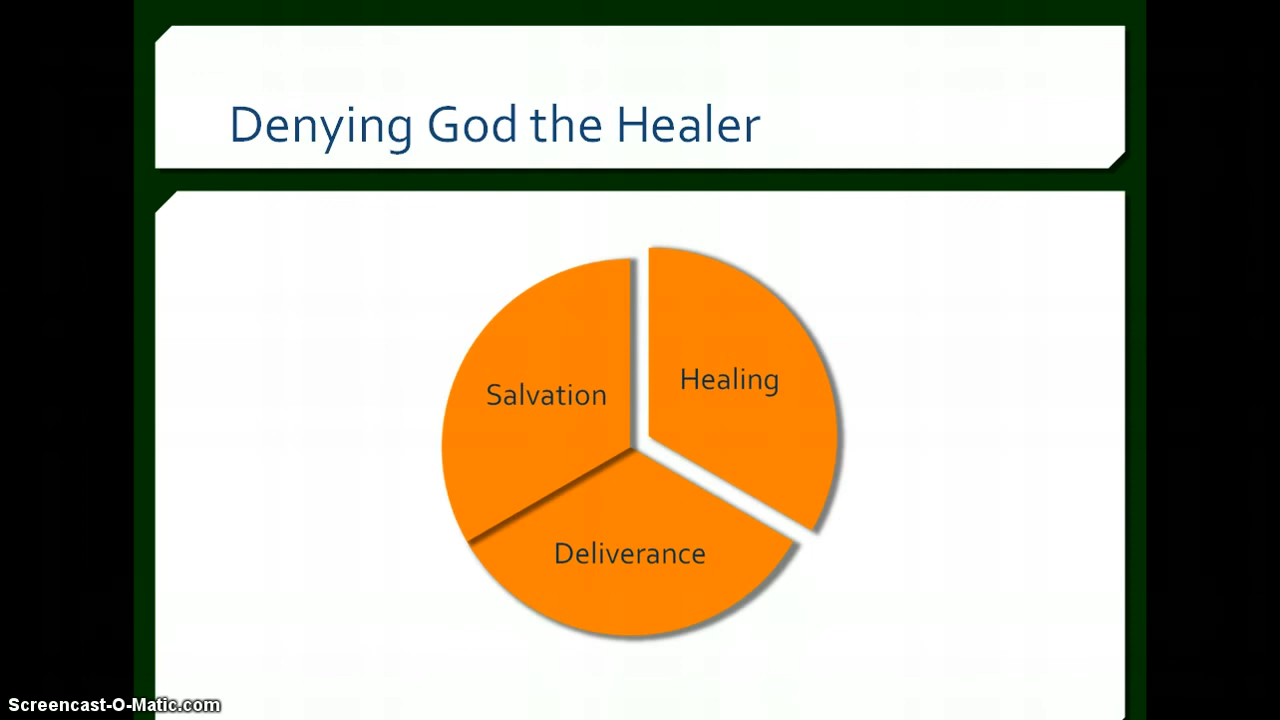 Denying God the Healer
Healing
Salvation
Deliverance
Screencast-O-Matic.com